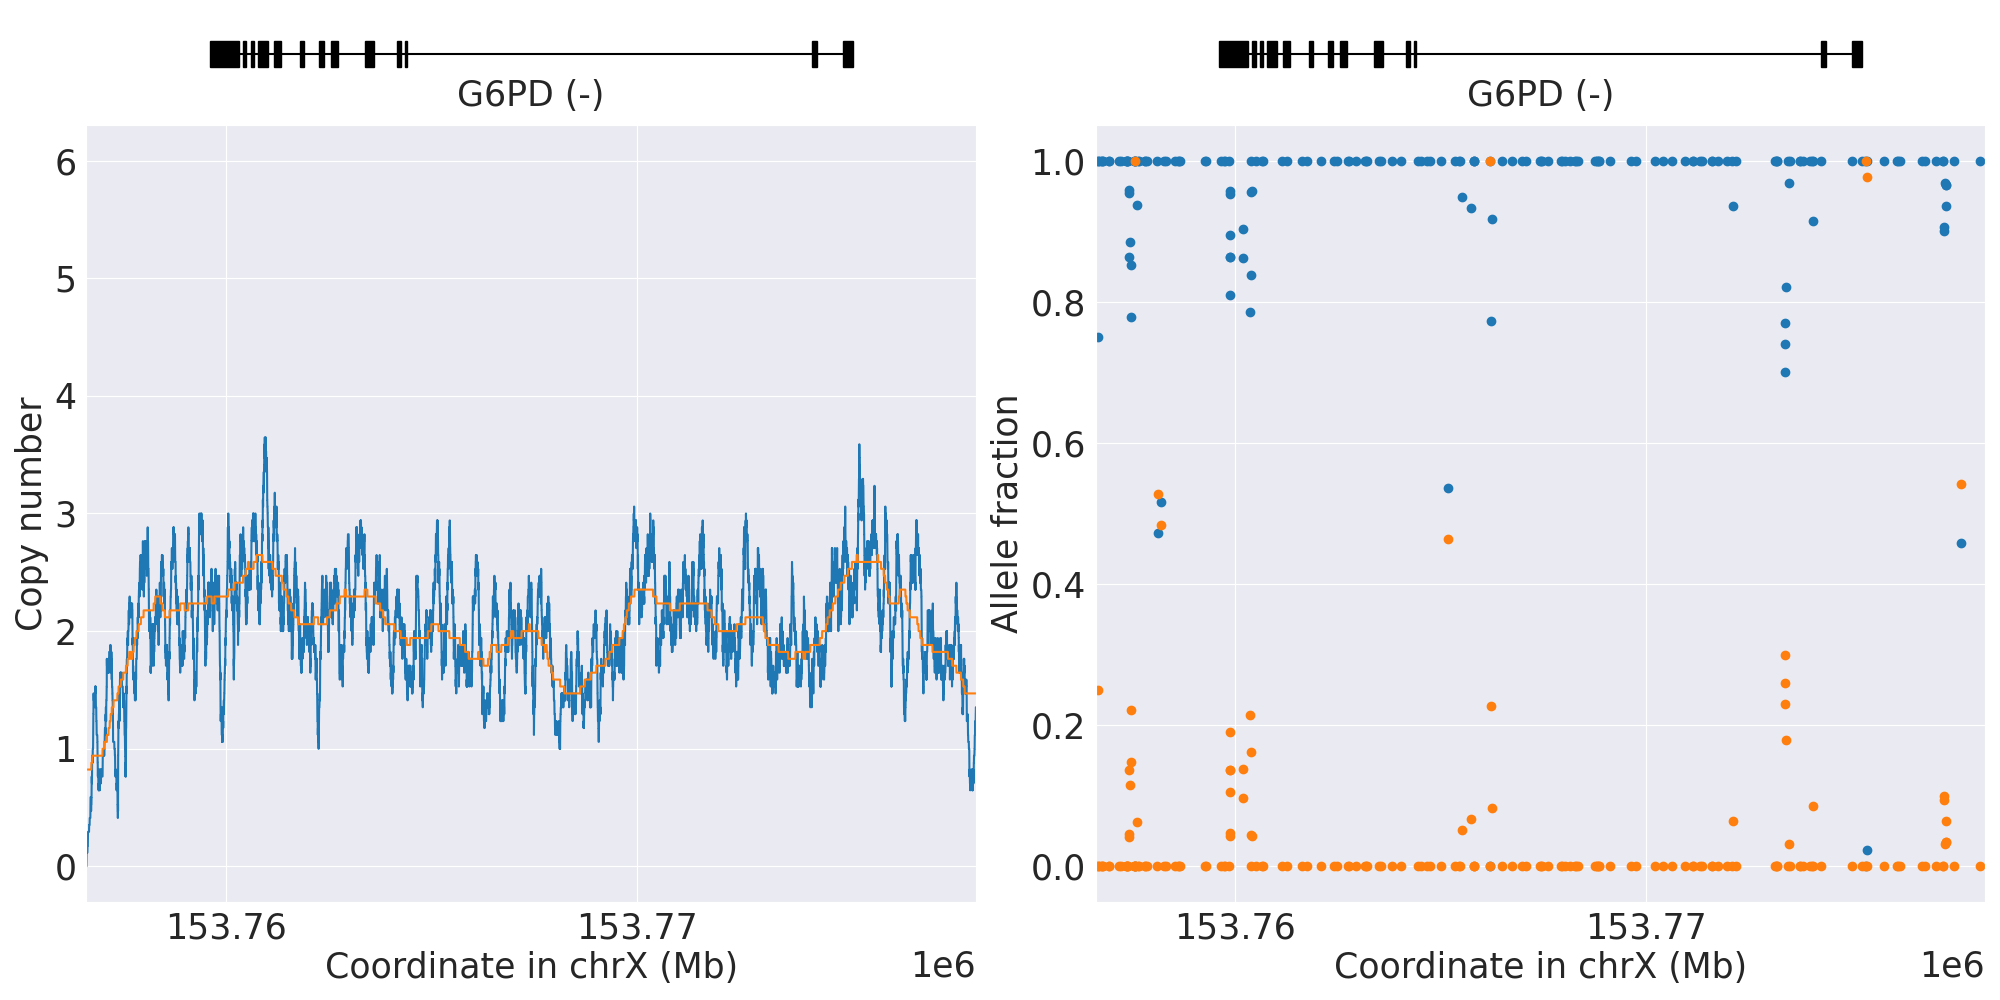 G6PD (-)
6
5
4
3
2
1
0
Copy number
153.76
153.77
Coordinate in chrX (Mb)
1e6
G6PD (-)
1.0
0.8
0.6
0.4
0.2
0.0
Allele fraction
153.76
153.77
Coordinate in chrX (Mb)
1e6